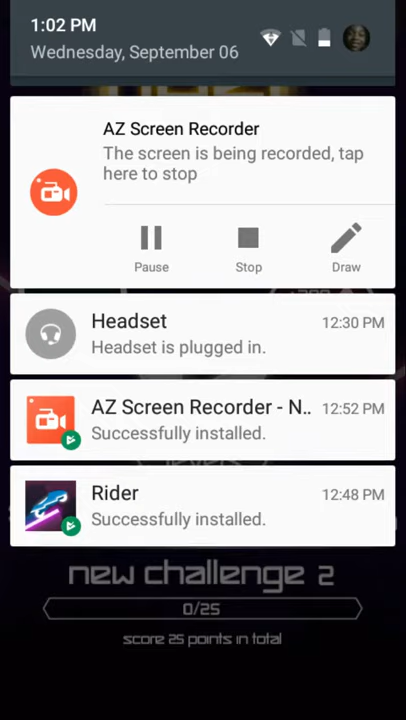 1:02 PM
Wednesday, September 06
AZ Screen Recorder
The screen is being recorded, tap
here to stop
Pause Stop Draw
Headset 12:30 PM
Headset is plugged in.
AZ Screen Recorder - N.. 12:52 PM
Successfully installed.
Rider 12:48 PM
Successfully installed.
new challenge 2
0/25
score 25 points in total